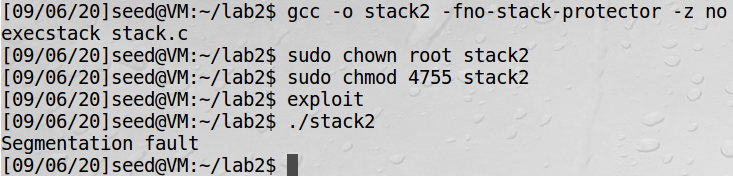 [09/06/20]seed@VM:~/lab2$ gcc -o stack2 -fno-stack-protector -z no
execstack stack.c
[09/06/20]seed@VM:~/lab2$ sudo chown root stack2
[09/06/20]seed@VM:~/lab2$ sudo chmod 4755 stack2
[09/06/20]seed@VM:~/lab2$ exploit
[09/06/20]seed@VM:~/lab2$ ./stack2
Segmentation fault
[09/06/20]seed@VM:~/lab2$